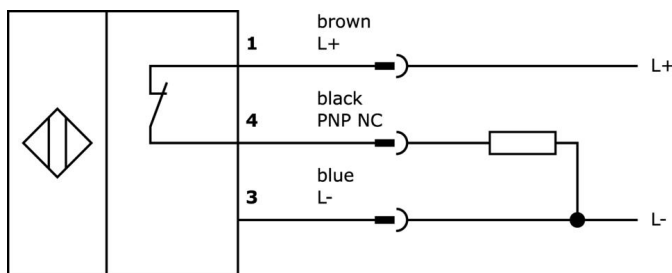 brown
1 L+
L+
black
4 PNP NC
blue
3 L-
L-